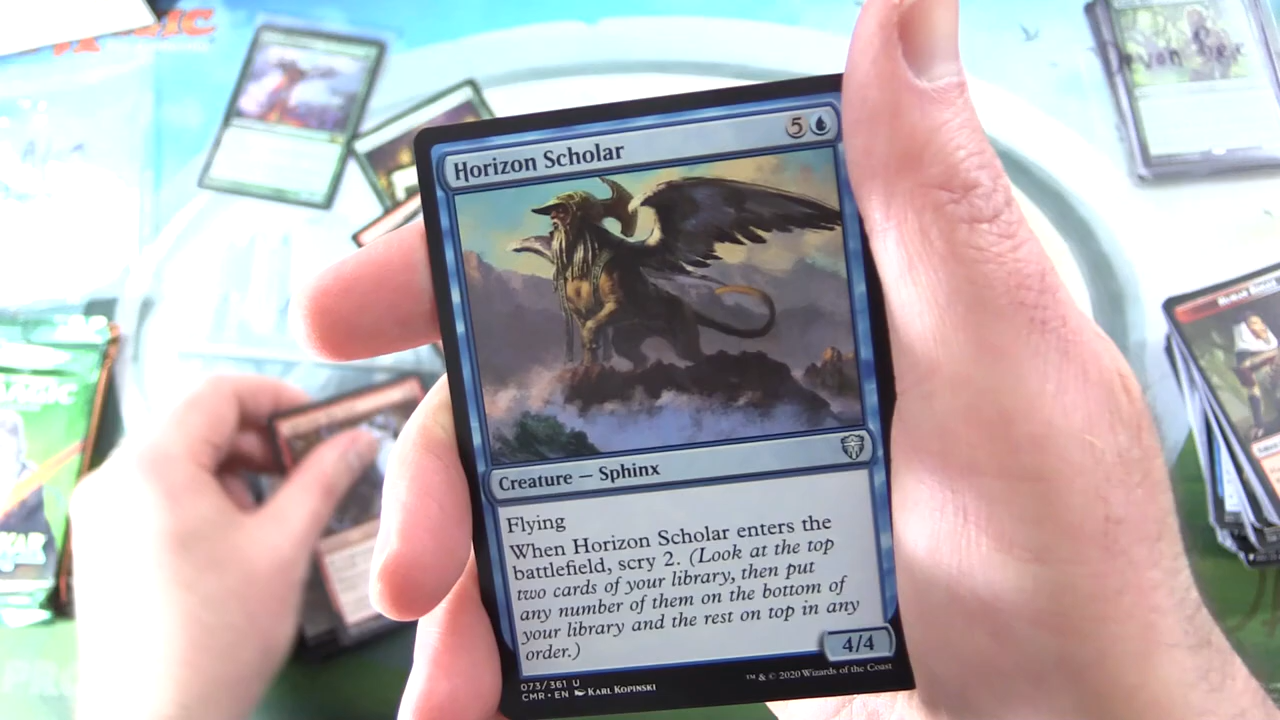 Horizon Scholar
5
Creature — Sphinx
Flying
When Horizon Scholar enters the
battlefield, scry 2. (Look at the top
two cards of your library, then put
any number of them on the bottom of
your library and the rest on top in any
order.)
4/4
073/361 U
CMR • EN Karl Kopinski
™ & © 2020 Wizards of the Coast